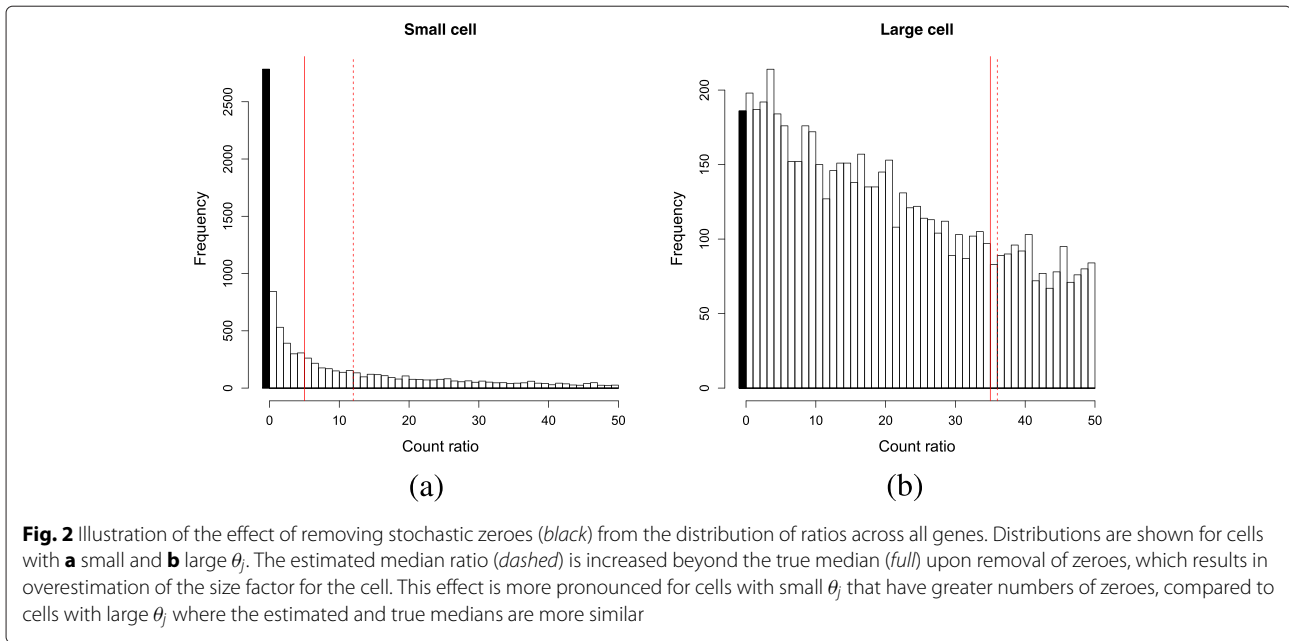 Small cell
Large cell
Frequency
0
500
1000
1500
2000
2500
0
10
20
30
40
50
Count ratio
(a)
Frequency
0
50
100
150
200
0
10
20
30
40
50
Count ratio
(b)
Fig. 2 Illustration of the effect of removing stochastic zeroes (black) from the distribution of ratios across all genes. Distributions are shown for cells
with a small and b large θj. The estimated median ratio (dashed) is increased beyond the true median (full) upon removal of zeroes, which results in
overestimation of the size factor for the cell. This effect is more pronounced for cells with small θj that have greater numbers of zeroes, compared to
cells with large θj where the estimated and true medians are more similar